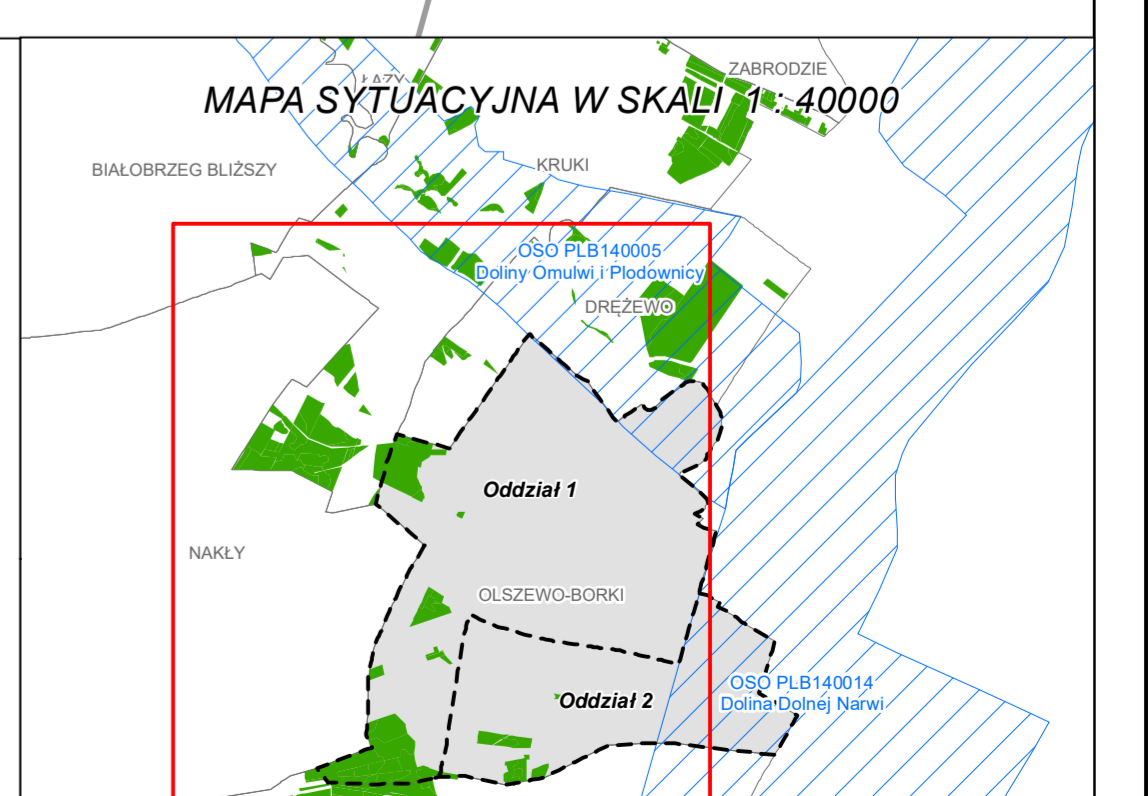 ZABRODZIE
ŁAZY
MAPA SYTUACYJNA W SKALI 1 : 40000
BIAŁOBRZEG BLIŻSZY
KRUKI
OSO PLB140005
Doliny Omulwi i Płodownicy
DRĘŻEWO
Oddział 1
NAKŁY
OLSZEWO-BORKI
OSO PLB140014
Oddział 2
Dolina Dolnej Narwi